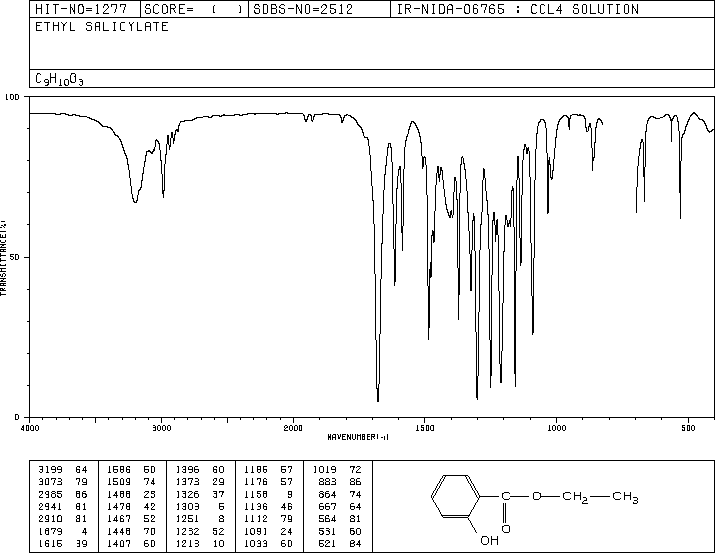 HIT-NO=1277 SCORE= ( ) SDBS-NO=2512 IR-NIDA-06765 : CCL4 SOLUTION
ETHYL SALICYLATE
C9H10O3
100
50
0
TRANSMITTANCE(%)
4000 3000 2000 1500 1000 500
WAVENUMBER(-1)
3199 64 1586 50 1396 60 1186 57 1019 72
3073 79 1509 74 1373 29 1176 57 883 86
2985 66 1488 23 1326 37 1158 9 864 74
2941 81 1478 42 1303 5 1136 46 667 64
2910 81 1467 52 1251 8 1112 79 564 81
1679 4 1448 70 1232 52 1091 24 531 60
1615 39 1407 60 1213 10 1033 60 521 84
C O CH2 CH3
O
OH